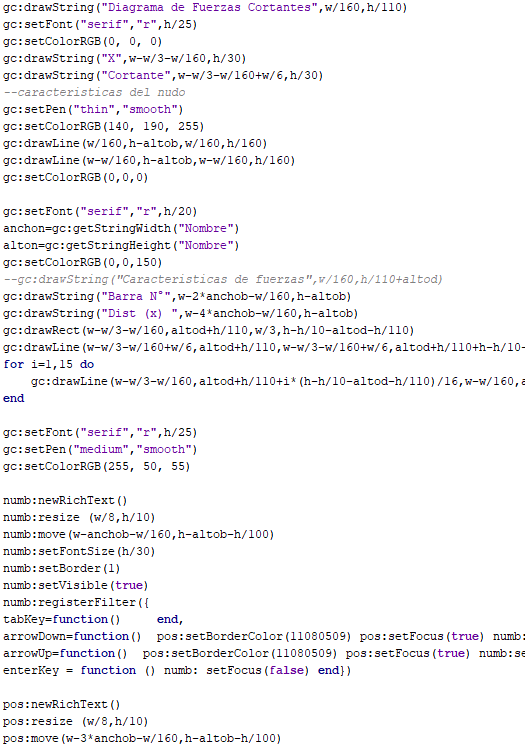 gc:drawString("Diagrama de Fuerzas Cortantes",w/160,h/110)
gc:setFont("serif","r",h/25)
gc:setColorRGB(0, 0, 0)
gc:drawString("X",w-w/3-w/160,h/30)
gc:drawString("Cortante",w-w/3-w/160+w/6,h/30)
--caracteristicas del nudo
gc:setPen("thin","smooth")
gc:setColorRGB(140, 190, 255)
gc:drawLine(w/160,h-altob,w/160,h/160)
gc:drawLine(w-w/160,h-altob,w-w/160,h/160)
gc:setColorRGB(0,0,0)
gc:setFont("serif","r",h/20)
anchon=gc:getStringWidth("Nombre")
alton=gc:getStringHeight("Nombre")
gc:setColorRGB(0,0,150)
--gc:drawString("Caracteristicas de fuerzas",w/160,h/110+altod)
gc:drawString("Barra N°",w-2*anchob-w/160,h-altob)
gc:drawString("Dist (x) ",w-4*anchob-w/160,h-altob)
gc:drawRect(w-w/3-w/160,altod+h/110,w/3,h-h/10-altod-h/110)
gc:drawLine(w-w/3-w/160+w/6,altod+h/110,w-w/3-w/160+w/6,altod+h/110+h-h/10-
for i=1,15 do
gc:drawLine(w-w/3-w/160,altod+h/110+i*(h-h/10-altod-h/110)/16,w-w/160,a
end
gc:setFont("serif","r",h/25)
gc:setPen("medium","smooth")
gc:setColorRGB(255, 50, 55)
numb:newRichText()
numb:resize (w/8,h/10)
numb:move(w-anchob-w/160,h-altob-h/100)
numb:setFontSize(h/30)
numb:setBorder(1)
numb:setVisible(true)
numb:registerFilter({
tabKey=function()     end,
arrowDown=function()  pos:setBorderColor(11080509) pos:setFocus(true) numb:
arrowUp=function()  pos:setBorderColor(11080509) pos:setFocus(true) numb:se
enterKey = function () numb: setFocus(false) end})
pos:newRichText()
pos:resize (w/8,h/10)
pos:move(w-3*anchob-w/160,h-altob-h/100)